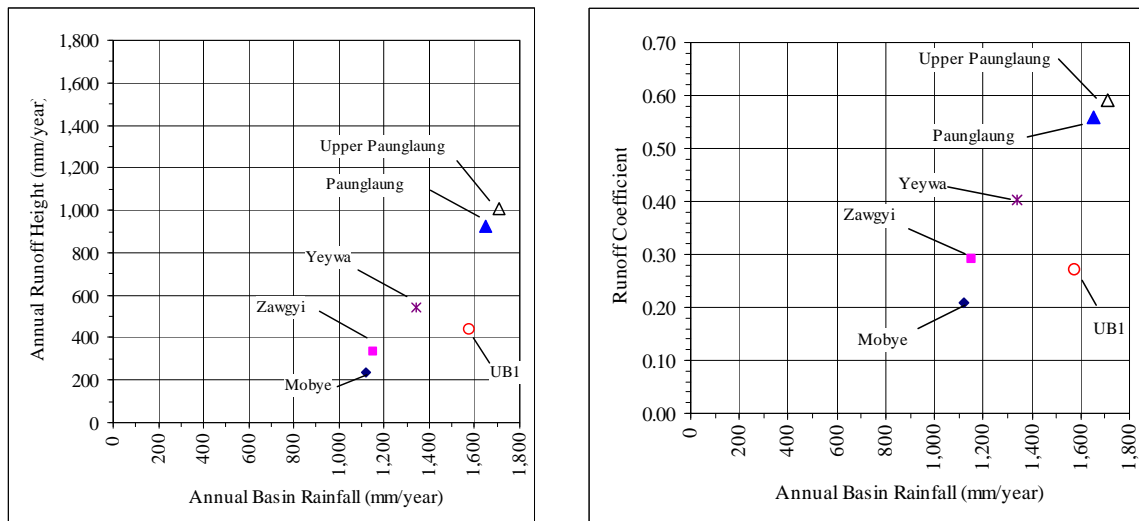 1,800
1,600
1,400
1,200
1,000
800
600
400
200
0
Annual Runoff Height (mm/year)
Upper Paunglaung
Paunglaung
Yeywa
Zawgyi
Mobye
UB1
0
200
400
600
800
1,000
1,200
1,400
1,600
1,800
Annual Basin Rainfall (mm/year)
0.70
0.60
0.50
0.40
0.30
0.20
0.10
0.00
Runoff Coefficient
Upper Paunglaung
Paunglaung
Yeywa
Zawgyi
Mobye
UB1
0
200
400
600
800
1,000
1,200
1,400
1,600
1,800
Annual Basin Rainfall (mm/year)